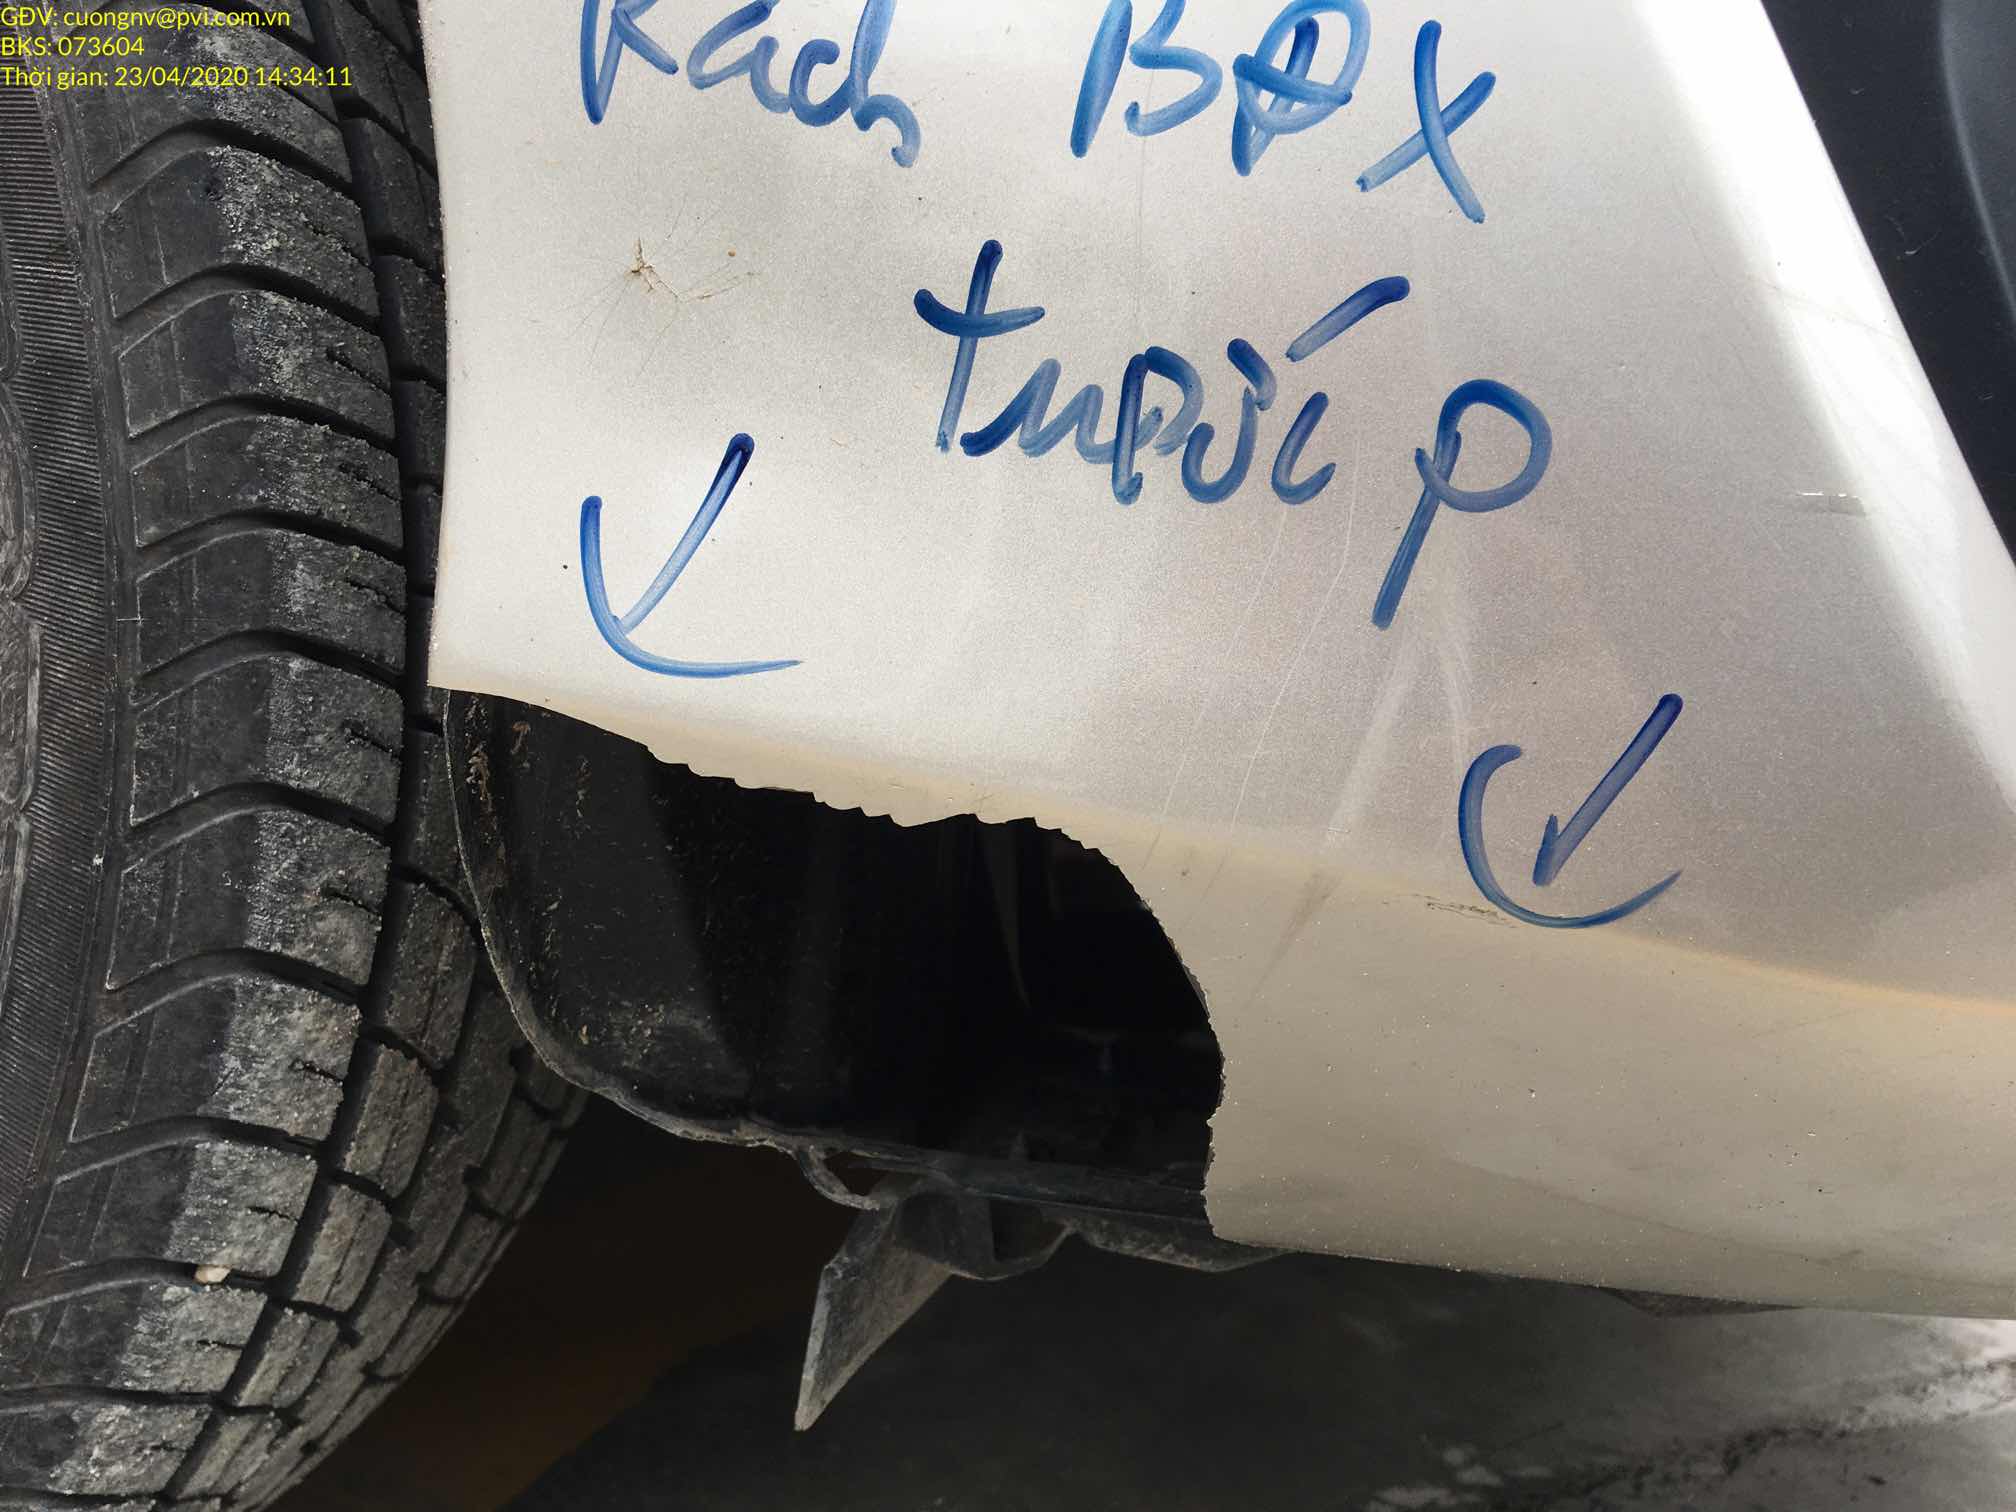 GĐV: cuongnv@pvi.com.vn
BKS: 073604
Thời gian: 23/04/2020 14:34:11
Rách BĐX
trước P